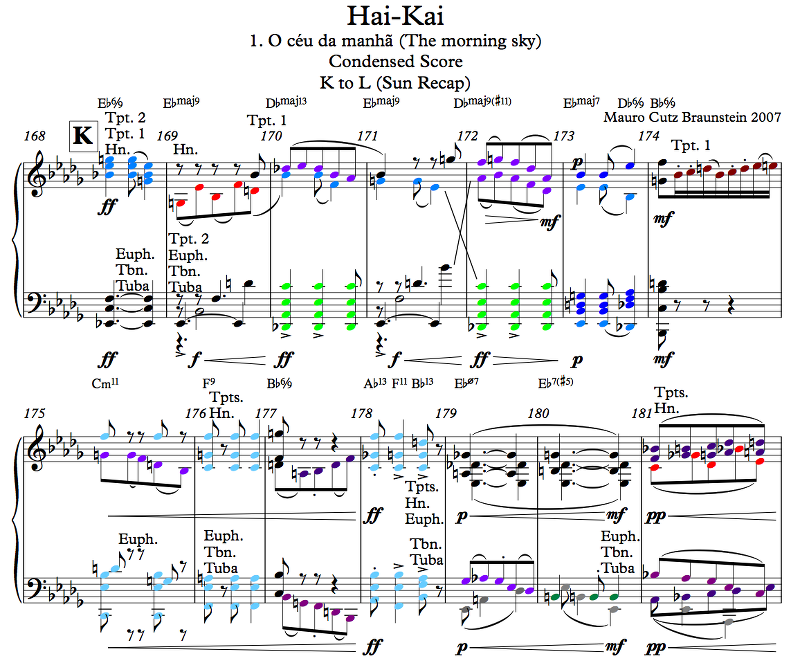 Hai-Kai
1. O céu da manhã (The morning sky)
Condensed Score
K to L (Sun Recap)
Mauro Cutz Braunstein 2007
E♭6/9 E♭maj9 D♭maj13 E♭maj9 D♭maj9(♯11) E♭maj7 D♭6/9 B♭6/9
168 K 169 170 171 172 173 174
Tpt. 2
Tpt. 1
Hn.
Hn.
Tpt. 1
Tpt. 1
p
ff
mf
mf
Euph.
Tbn.
Tuba
Tpt. 2
Euph.
Tbn.
Tuba
ff f ff f ff p mf
Cm11 F9 B♭6/9 A♭13 F11 B♭13 E♭ø7 E♭7(♯5)
175 176 177 178 179 180 181
Tpts.
Hn.
Tpts.
Hn.
ff p mf pp
Tpts.
Hn.
Euph.
Euph.
Euph.
Tbn.
Tuba
Tbn.
Tuba
Euph.
Tbn.
Tuba
ff p mf pp